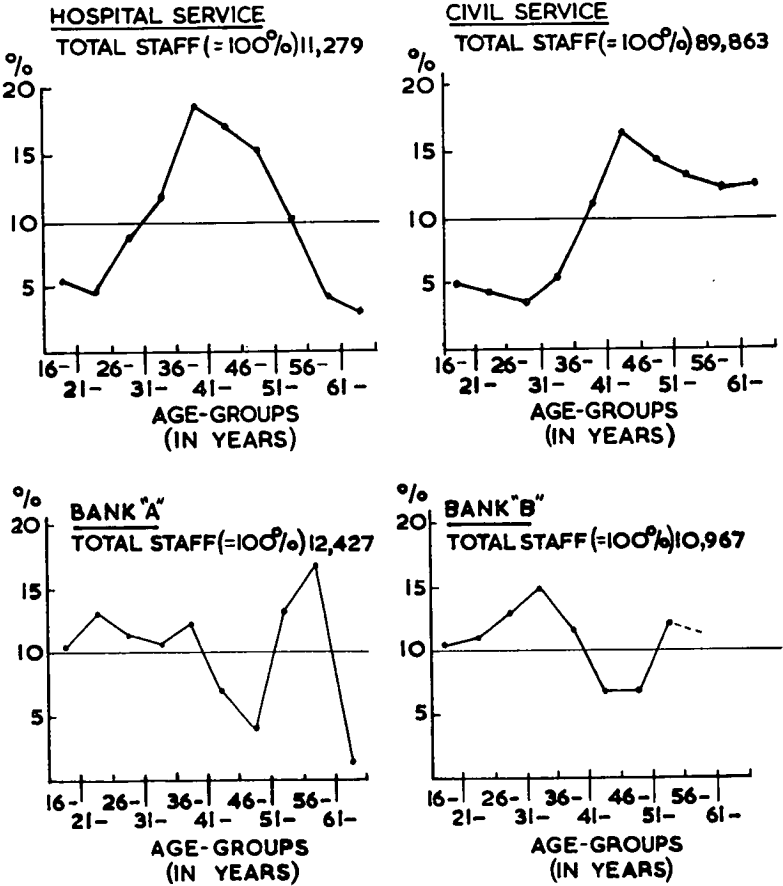 HOSPITAL SERVICE
TOTAL STAFF (=100%) 11,279
%
20
15
10
5
16- 26- 36- 46- 56-
21- 31- 41- 51- 61-
AGE-GROUPS
(IN YEARS)
CIVIL SERVICE
TOTAL STAFF (=100%) 89,863
%
20
15
10
5
16- 26- 36- 46- 56-
21- 31- 41- 51- 61-
AGE-GROUPS
(IN YEARS)
BANK "A"
TOTAL STAFF (=100%) 12,427
%
20
15
10
5
16- 26- 36- 46- 56-
21- 31- 41- 51- 61-
AGE-GROUPS
(IN YEARS)
BANK "B"
TOTAL STAFF (=100%) 10,967
%
20
15
10
5
16- 26- 36- 46- 56-
21- 31- 41- 51- 61-
AGE-GROUPS
(IN YEARS)